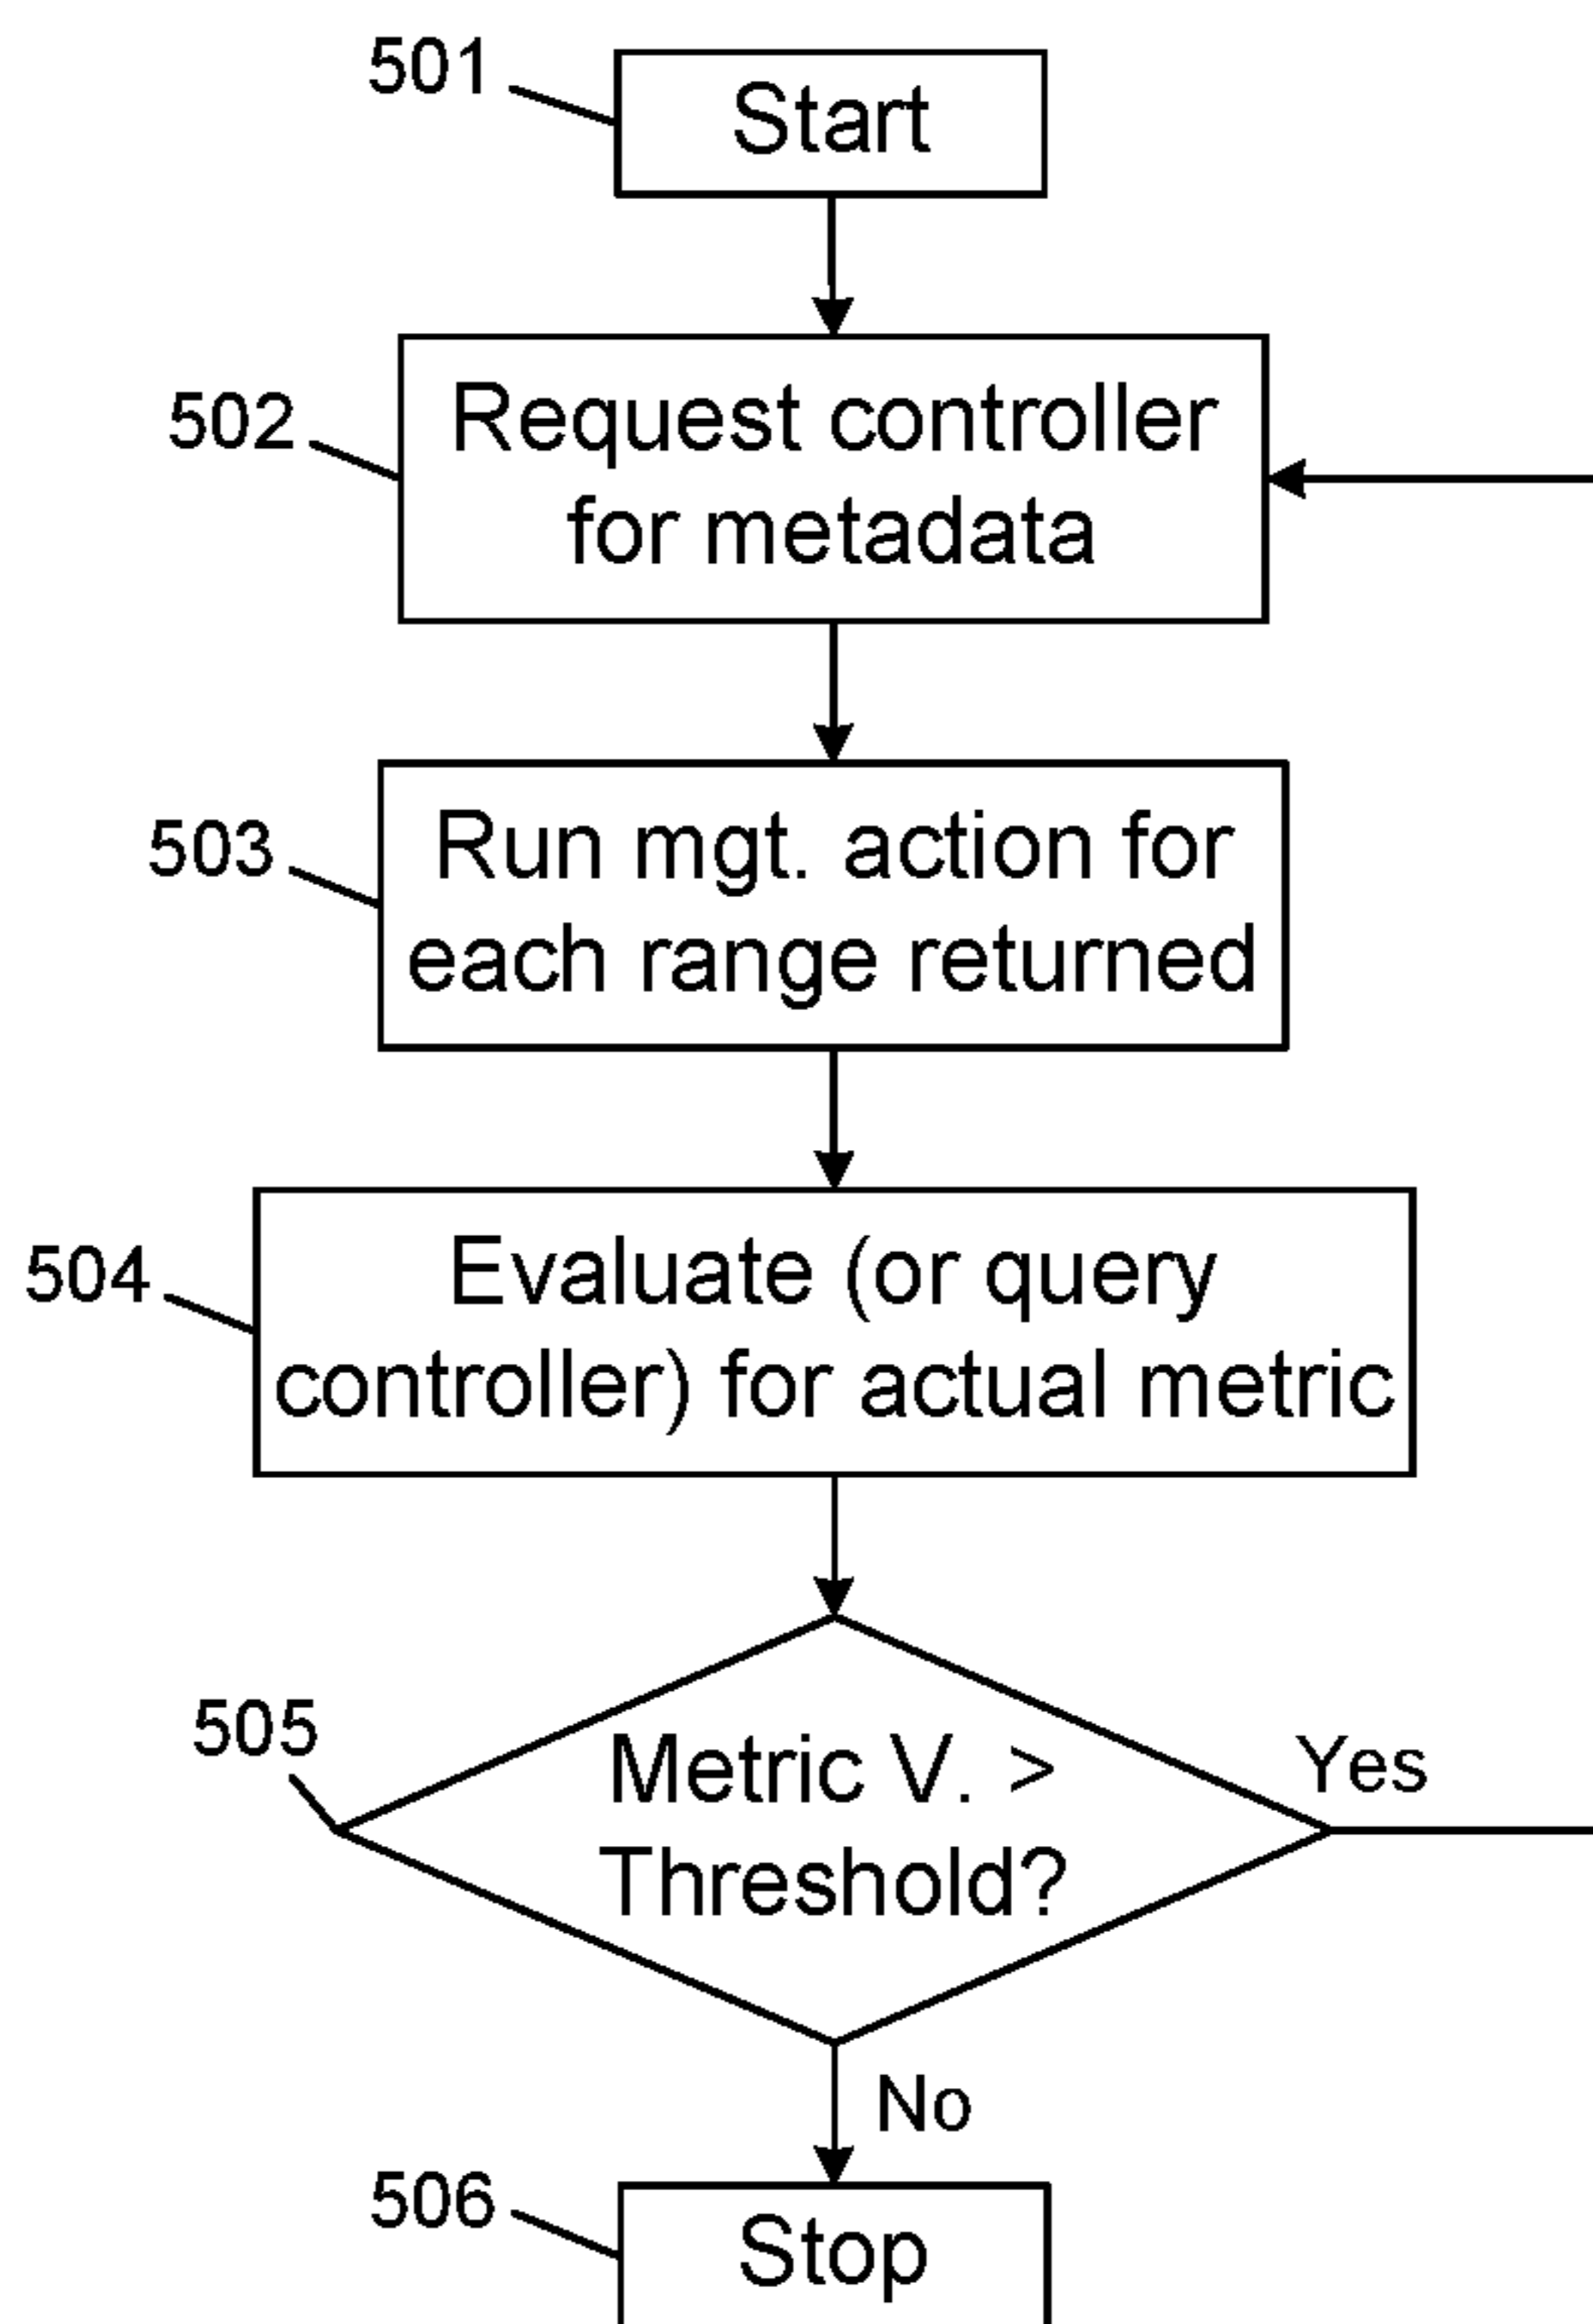 501
Start
502
Request controller
for metadata
503
Run mgt. action for
each range returned
504
Evaluate (or query
controller) for actual metric
505
Metric V. >
Threshold?
Yes
No
506
Stop